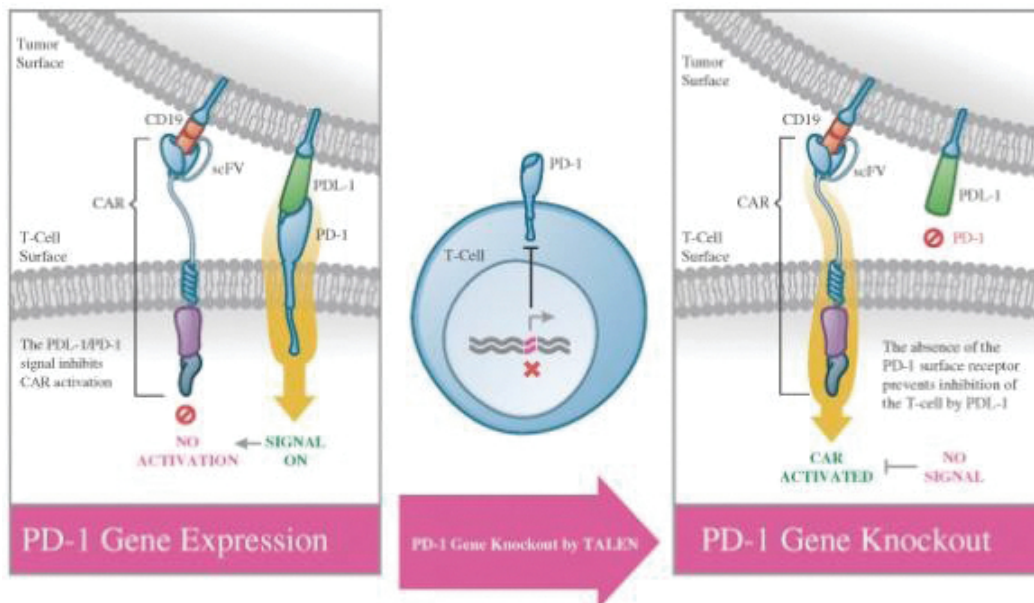 Tumor
Surface
CD19
scFV
CAR
PDL-1
PD-1
T-Cell
Surface
The PDL-1/PD-1
signal inhibits
CAR activation
NO
ACTIVATION
SIGNAL
ON
PD-1 Gene Expression
PD-1
T-Cell
PD-1 Gene Knockout by TALEN
Tumor
Surface
CD19
scFV
CAR
PDL-1
PD-1
T-Cell
Surface
The absence of the
PD-1 surface receptor
prevents inhibition of
the T-cell by PDL-1
CAR
ACTIVATED
NO
SIGNAL
PD-1 Gene Knockout